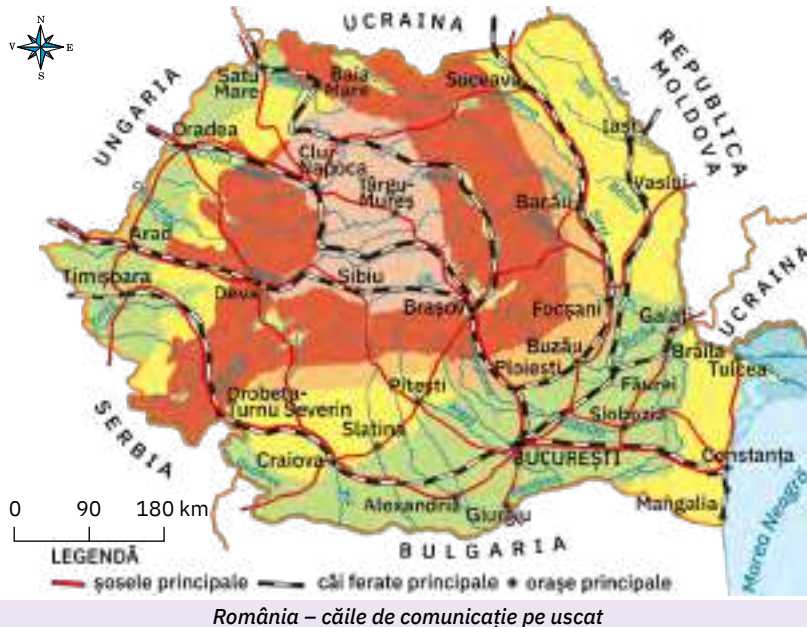 N
V
E
S
UCRAINA
REPUBLICA
MOLDOVA
UNGARIA
Satu
Mare
Baia
Mare
Suceava
Oradea
Iași
Cluj
Napoca
Târgu-
Mureș
Vaslui
Bacău
Arad
Timișoara
Deva
Sibiu
Brașov
Focșani
Galați
UCRAINA
Buzău
Brăila
Ploiești
Tulcea
Făurei
Pitești
Drobeta-
Turnu Severin
Slobozia
Slatina
SERBIA
Craiova
BUCUREȘTI
Constanța
Alexandria
Giurgiu
Mangalia
Marea Neagră
0 90 180 km
BULGARIA
LEGENDĂ
șosele principale căi ferate principale orașe principale
România – căile de comunicație pe uscat